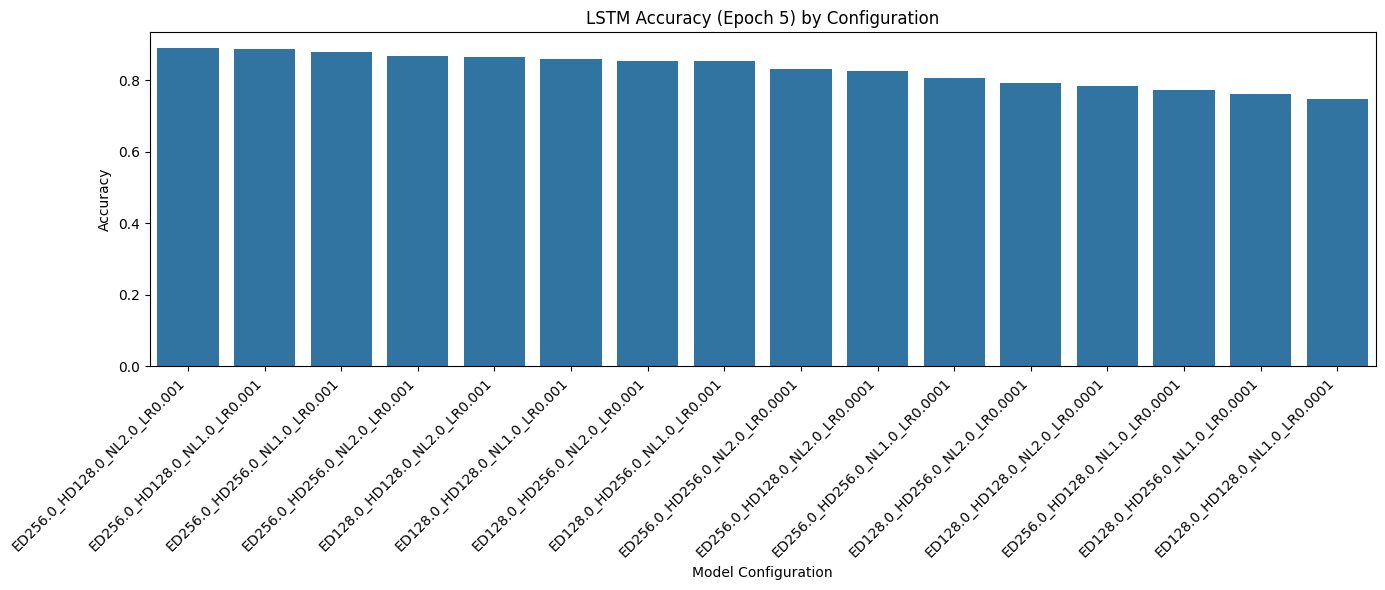 LSTM Accuracy (Epoch 5) by Configuration
Accuracy
0.8
0.6
0.4
0.2
0.0
ED256.0_HD128.0_NL2.0_LR0.001
ED256.0_HD128.0_NL1.0_LR0.001
ED256.0_HD256.0_NL1.0_LR0.001
ED256.0_HD256.0_NL2.0_LR0.001
ED128.0_HD128.0_NL2.0_LR0.001
ED128.0_HD128.0_NL1.0_LR0.001
ED128.0_HD256.0_NL2.0_LR0.001
ED128.0_HD256.0_NL1.0_LR0.001
ED256.0_HD256.0_NL2.0_LR0.0001
ED256.0_HD128.0_NL2.0_LR0.0001
ED256.0_HD256.0_NL1.0_LR0.0001
ED128.0_HD256.0_NL2.0_LR0.0001
ED128.0_HD128.0_NL2.0_LR0.0001
ED256.0_HD128.0_NL1.0_LR0.0001
ED128.0_HD256.0_NL1.0_LR0.0001
ED128.0_HD128.0_NL1.0_LR0.0001
Model Configuration